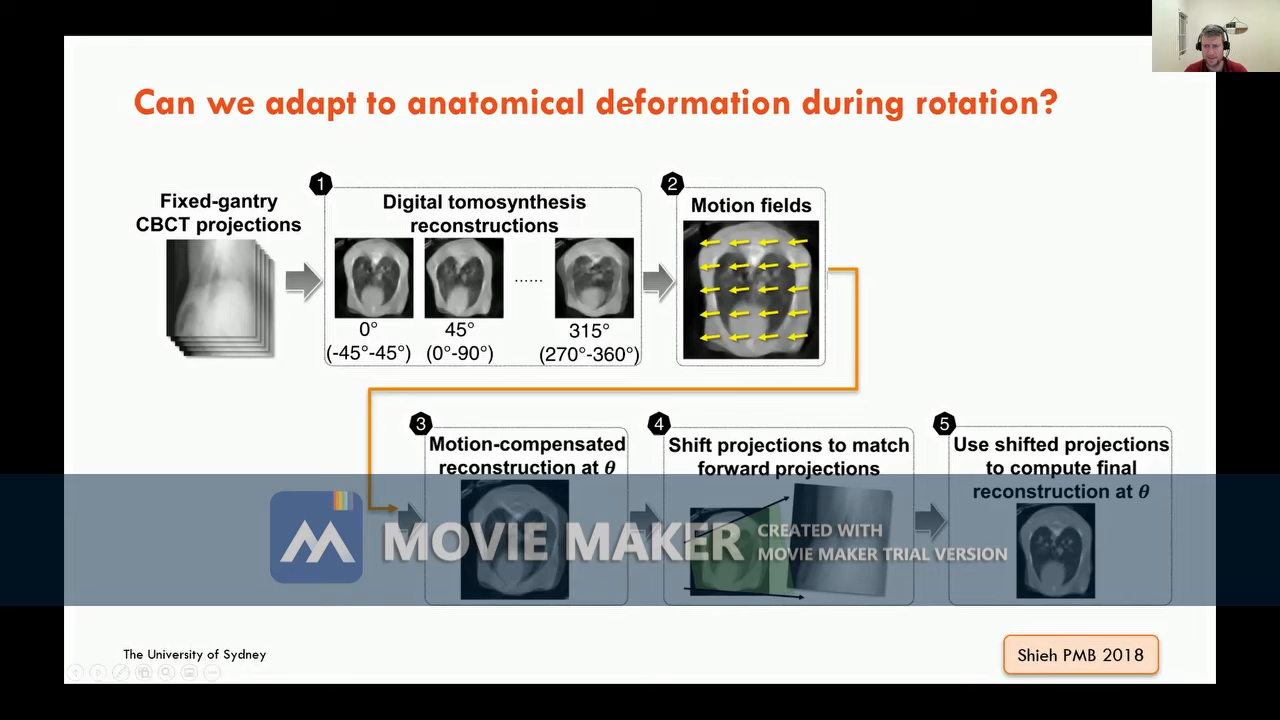 Can we adapt to anatomical deformation during rotation?
Fixed-gantry
CBCT projections
1
Digital tomosynthesis
reconstructions
......
0°
45°
315°
(-45°-45°)
(0°-90°)
(270°-360°)
2
Motion fields
3
Motion-compensated
reconstruction at θ
4
Shift projections to match
forward projections
5
Use shifted projections
to compute final
reconstruction at θ
MOVIE MAKER
CREATED WITH
MOVIE MAKER TRIAL VERSION
The University of Sydney
Shieh PMB 2018